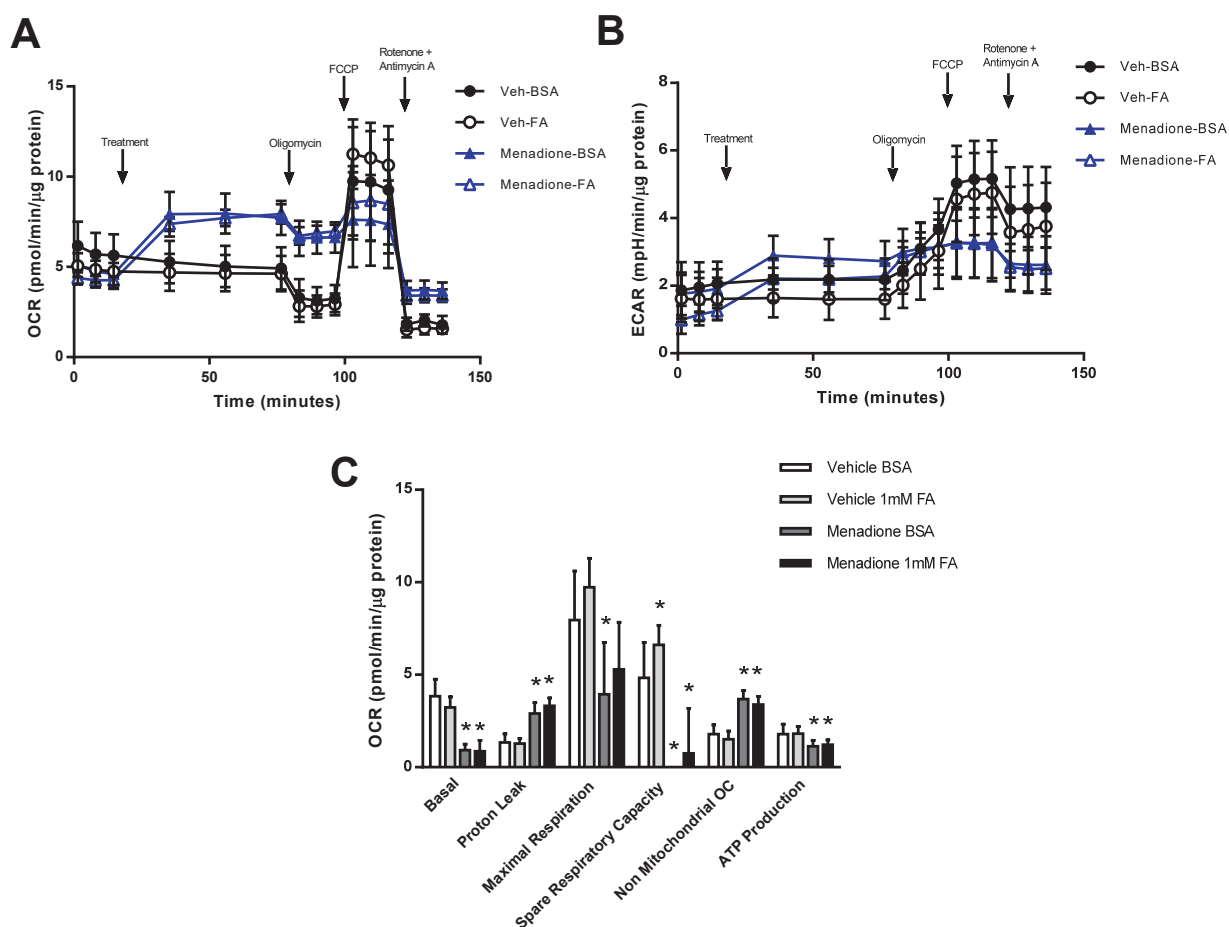 A
Rotenone +
Antimycin A
FCCP
Treatment
Oligomycin
Veh-BSA
Veh-FA
Menadione-BSA
Menadione-FA
15
10
5
0
OCR (pmol/min/μg protein)
0 50 100 150
Time (minutes)
B
Rotenone +
Antimycin A
FCCP
Treatment
Oligomycin
Veh-BSA
Veh-FA
Menadione-BSA
Menadione-FA
8
6
4
2
0
ECAR (mpH/min/μg protein)
0 50 100 150
Time (minutes)
C
Vehicle BSA
Vehicle 1mM FA
Menadione BSA
Menadione 1mM FA
15
10
5
0
OCR (pmol/min/μg protein)
* *
* *
*
*
*
*
* *
* *
Basal
Proton Leak
Maximal Respiration
Spare Respiratory Capacity
Non Mitochondrial OC
ATP Production